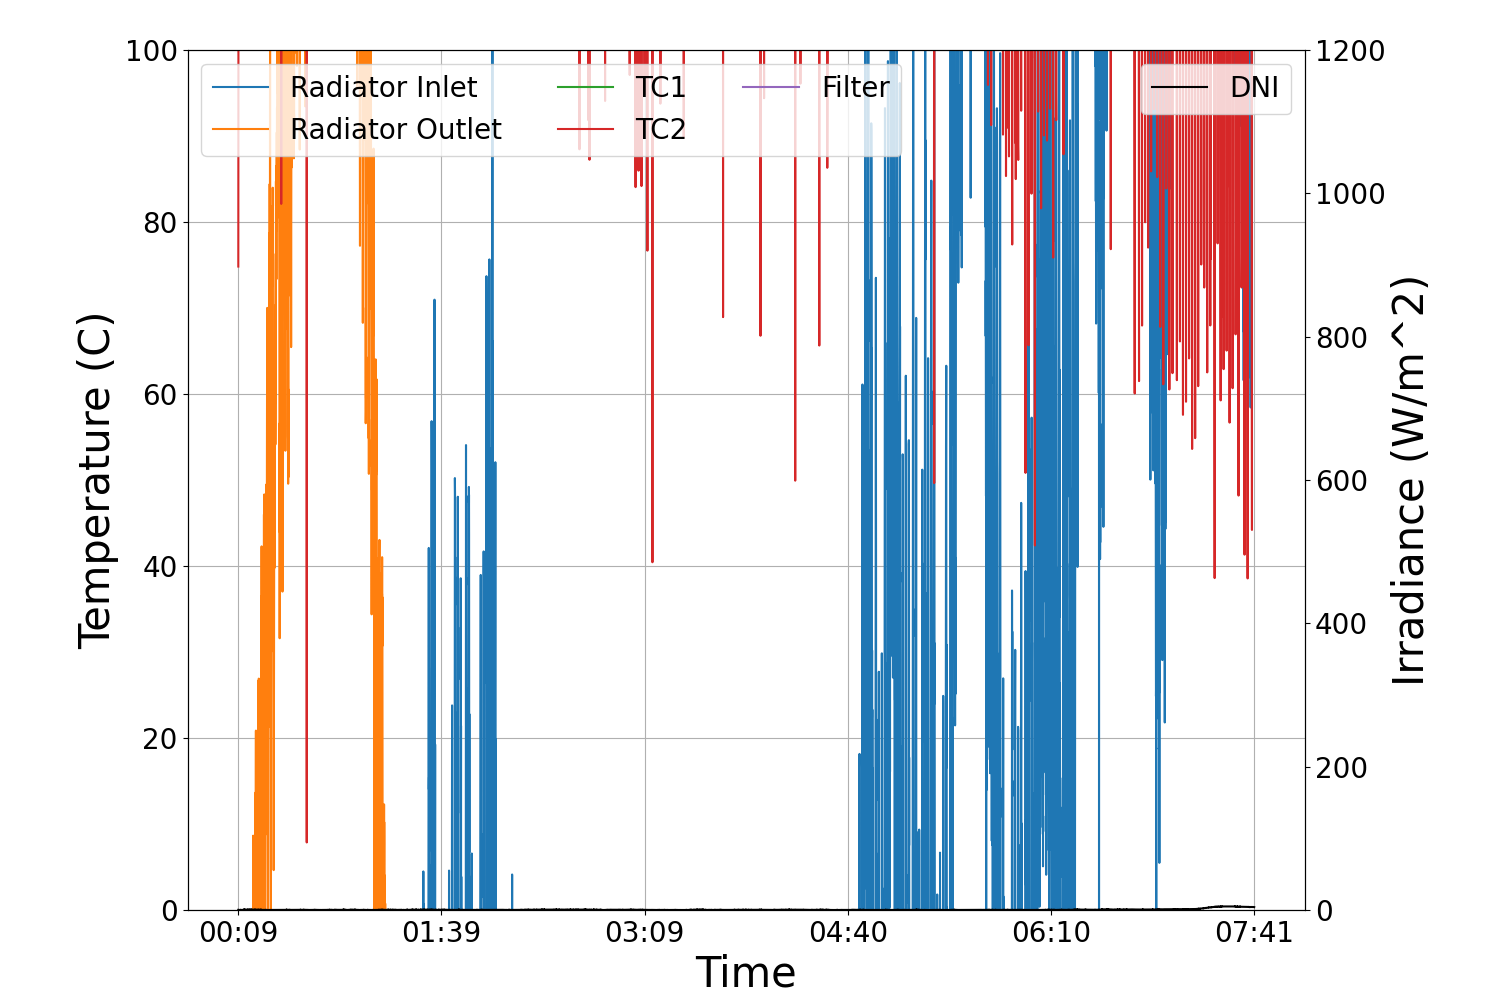 Radiator Inlet
Radiator Outlet
TC1
TC2
Filter
DNI
100
80
60
40
20
0
Temperature (C)
1200
1000
800
600
400
200
0
Irradiance (W/m^2)
00:09 01:39 03:09 04:40 06:10 07:41
Time